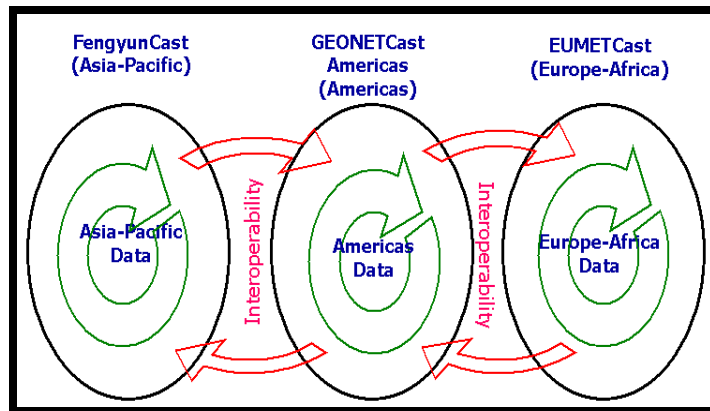 FengyunCast
(Asia-Pacific)
GEONETCast
Americas
(Americas)
EUMETCast
(Europe-Africa)
Asia-Pacific
Data
Interoperability
Americas
Data
Interoperability
Europe-Africa
Data